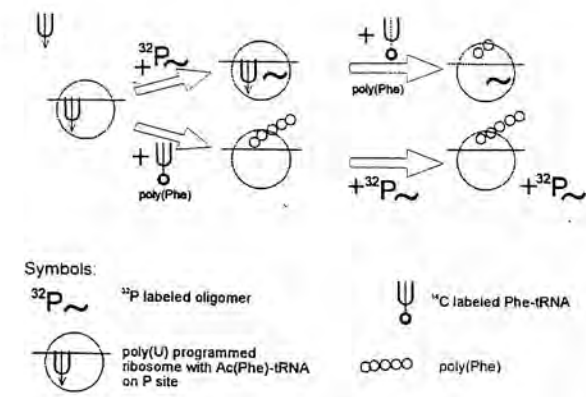 + ³²P
+
poly(Phe)
+
poly(Phe)
+³²P
+³²P
Symbols:
³²P
³²P labeled oligomer
¹⁴C labeled Phe-tRNA
poly(U) programmed
ribosome with Ac(Phe)-tRNA
on P site
poly(Phe)